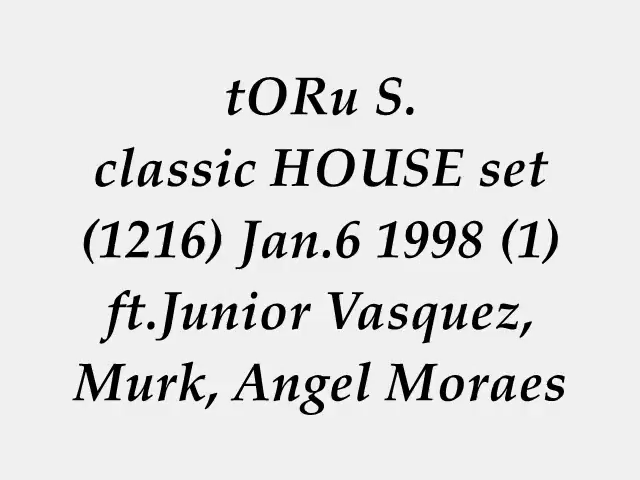 tORu S.
classic HOUSE set
(1216) Jan.6 1998 (1)
ft.Junior Vasquez,
Murk, Angel Moraes